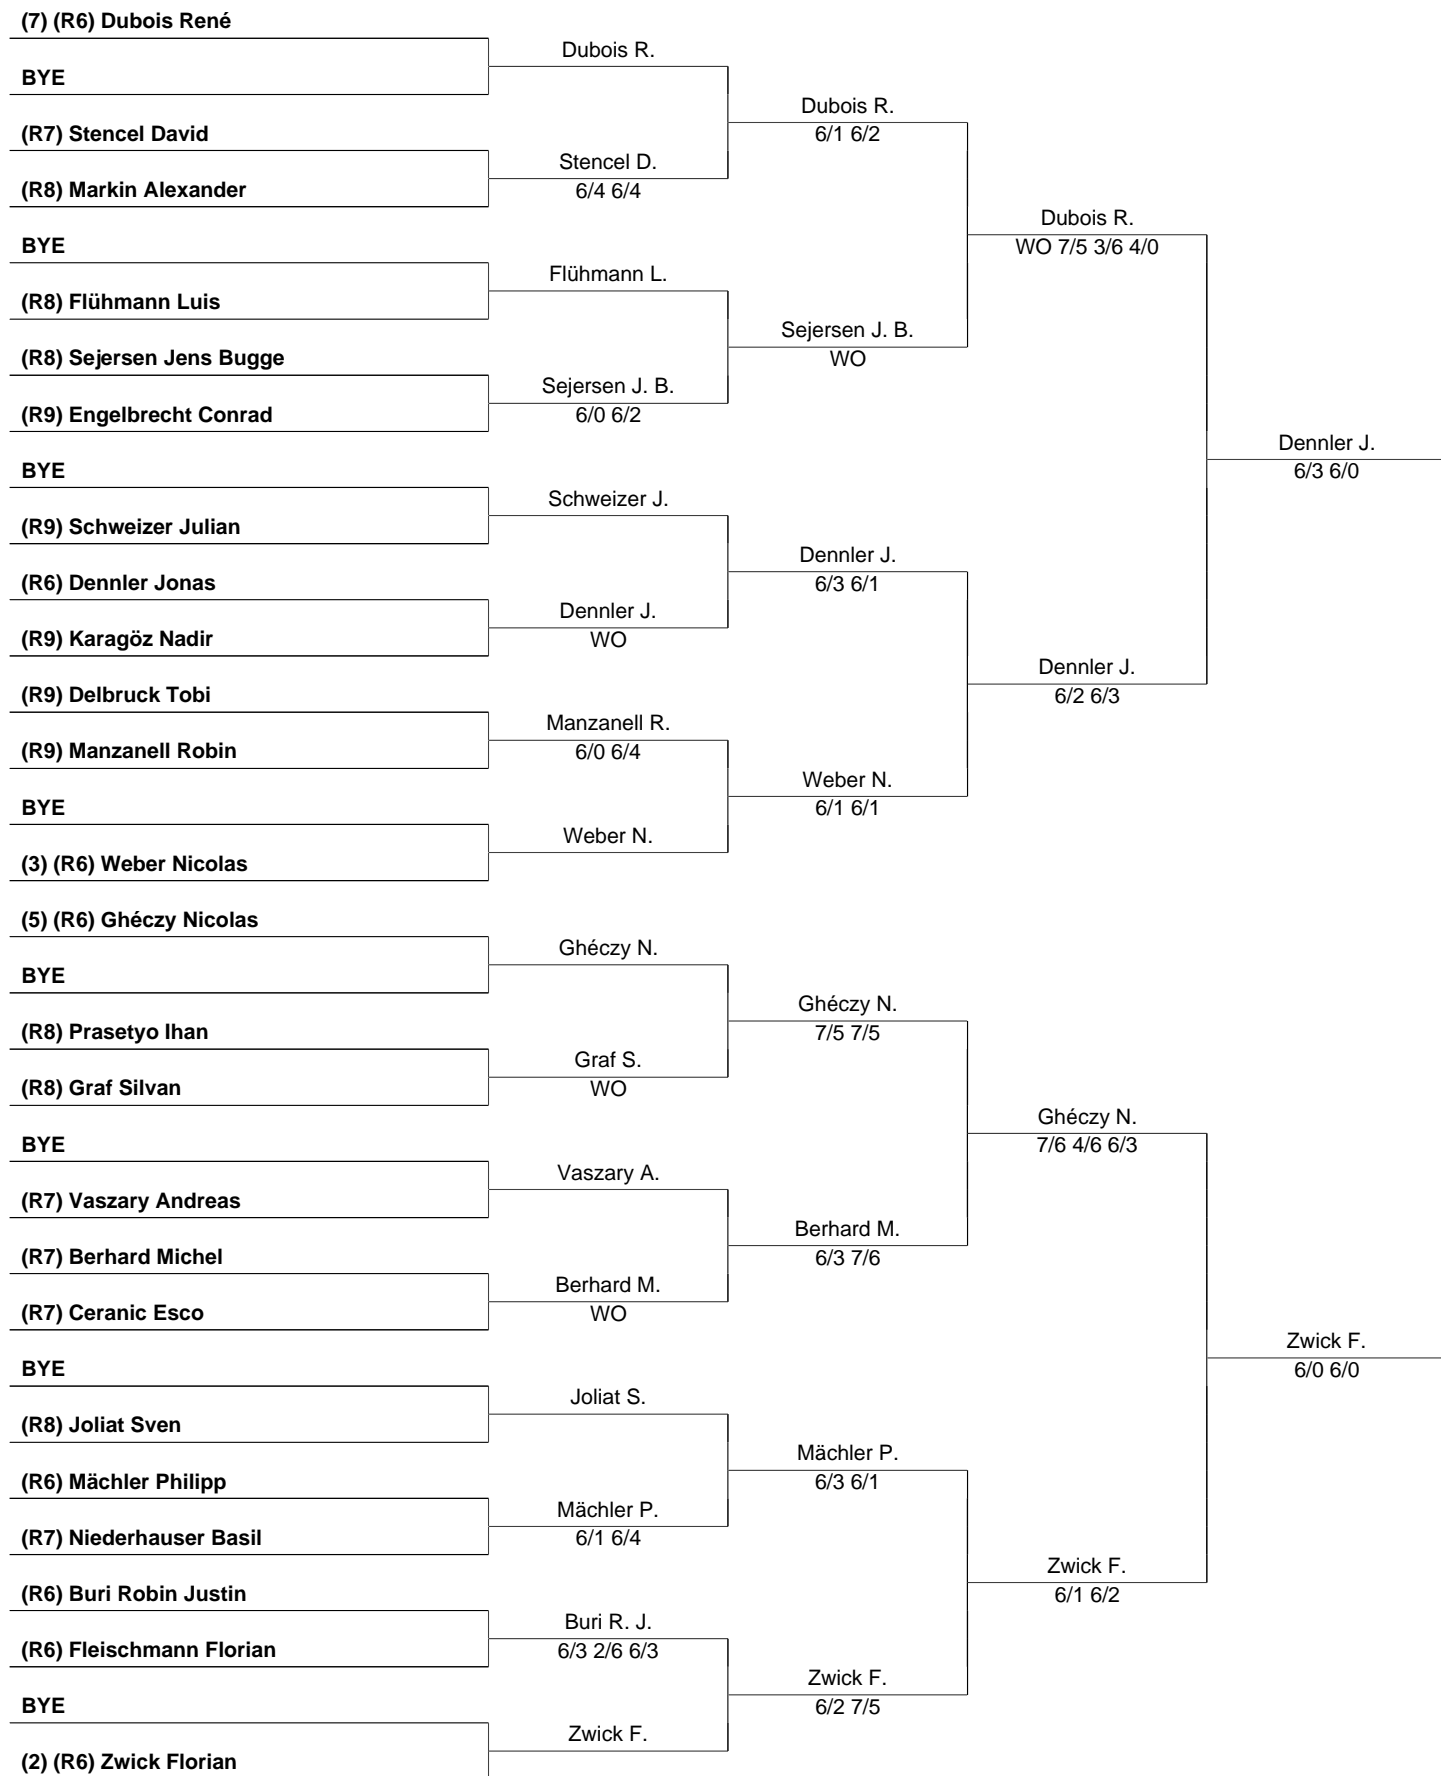 (7) (R6) Dubois René
BYE
(R7) Stencel David
(R8) Markin Alexander
BYE
(R8) Flühmann Luis
(R8) Sejersen Jens Bugge
(R9) Engelbrecht Conrad
BYE
(R9) Schweizer Julian
(R6) Dennler Jonas
(R9) Karagöz Nadir
(R9) Delbruck Tobi
(R9) Manzanell Robin
BYE
(3) (R6) Weber Nicolas
(5) (R6) Ghéczy Nicolas
BYE
(R8) Prasetyo Ihan
(R8) Graf Silvan
BYE
(R7) Vaszary Andreas
(R7) Berhard Michel
(R7) Ceranic Esco
BYE
(R8) Joliat Sven
(R6) Mächler Philipp
(R7) Niederhauser Basil
(R6) Buri Robin Justin
(R6) Fleischmann Florian
BYE
(2) (R6) Zwick Florian
Dubois R.
Stencel D.
6/4 6/4
Flühmann L.
Sejersen J. B.
6/0 6/2
Schweizer J.
Dennler J.
WO
Manzanell R.
6/0 6/4
Weber N.
Ghéczy N.
Graf S.
WO
Vaszary A.
Berhard M.
WO
Joliat S.
Mächler P.
6/1 6/4
Buri R. J.
6/3 2/6 6/3
Zwick F.
Dubois R.
6/1 6/2
Sejersen J. B.
WO
Dennler J.
6/3 6/1
Weber N.
6/1 6/1
Ghéczy N.
7/5 7/5
Berhard M.
6/3 7/6
Mächler P.
6/3 6/1
Zwick F.
6/2 7/5
Dubois R.
WO 7/5 3/6 4/0
Dennler J.
6/2 6/3
Ghéczy N.
7/6 4/6 6/3
Zwick F.
6/1 6/2
Dennler J.
6/3 6/0
Zwick F.
6/0 6/0